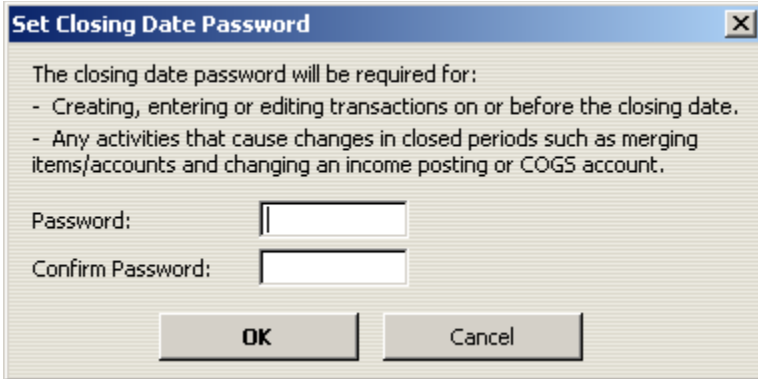 Set Closing Date Password
The closing date password will be required for:
- Creating, entering or editing transactions on or before the closing date.
- Any activities that cause changes in closed periods such as merging
items/accounts and changing an income posting or COGS account.
Password:
Confirm Password:
OK Cancel